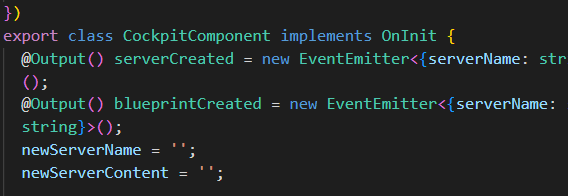 })
export class CockpitComponent implements OnInit {
@Output() serverCreated = new EventEmitter<{serverName: str
();
@Output() blueprintCreated = new EventEmitter<{serverName:
string}>();
newServerName = '';
newServerContent = '';